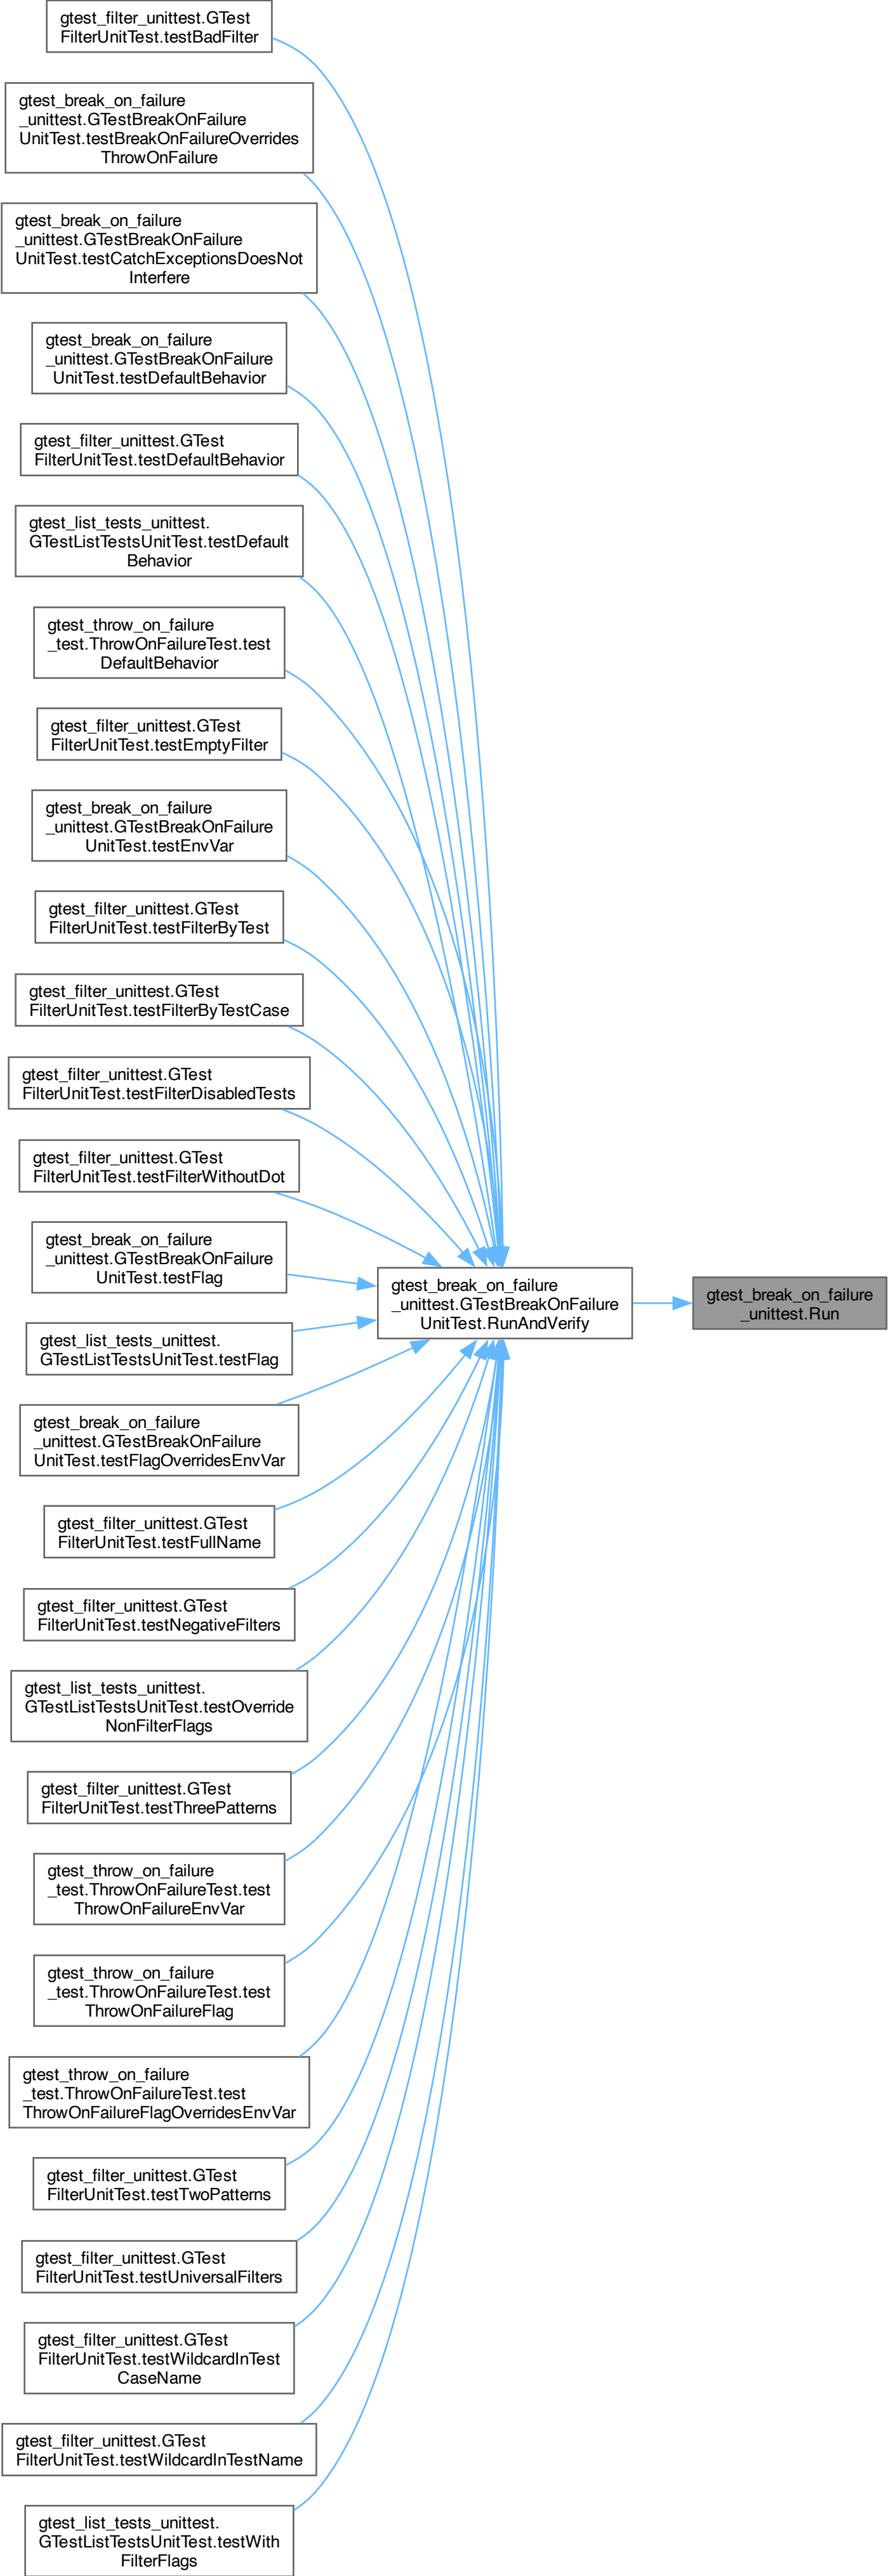 gtest_filter_unittest.GTest
FilterUnitTest.testBadFilter
gtest_break_on_failure
_unittest.GTestBreakOnFailure
UnitTest.testBreakOnFailureOverrides
ThrowOnFailure
gtest_break_on_failure
_unittest.GTestBreakOnFailure
UnitTest.testCatchExceptionsDoesNot
Interfere
gtest_break_on_failure
_unittest.GTestBreakOnFailure
UnitTest.testDefaultBehavior
gtest_filter_unittest.GTest
FilterUnitTest.testDefaultBehavior
gtest_list_tests_unittest.
GTestListTestsUnitTest.testDefault
Behavior
gtest_throw_on_failure
_test.ThrowOnFailureTest.test
DefaultBehavior
gtest_filter_unittest.GTest
FilterUnitTest.testEmptyFilter
gtest_break_on_failure
_unittest.GTestBreakOnFailure
UnitTest.testEnvVar
gtest_filter_unittest.GTest
FilterUnitTest.testFilterByTest
gtest_filter_unittest.GTest
FilterUnitTest.testFilterByTestCase
gtest_filter_unittest.GTest
FilterUnitTest.testFilterDisabledTests
gtest_filter_unittest.GTest
FilterUnitTest.testFilterWithoutDot
gtest_break_on_failure
_unittest.GTestBreakOnFailure
UnitTest.testFlag
gtest_break_on_failure
_unittest.GTestBreakOnFailure
UnitTest.RunAndVerify
gtest_break_on_failure
_unittest.Run
gtest_list_tests_unittest.
GTestListTestsUnitTest.testFlag
gtest_break_on_failure
_unittest.GTestBreakOnFailure
UnitTest.testFlagOverridesEnvVar
gtest_filter_unittest.GTest
FilterUnitTest.testFullName
gtest_filter_unittest.GTest
FilterUnitTest.testNegativeFilters
gtest_list_tests_unittest.
GTestListTestsUnitTest.testOverride
NonFilterFlags
gtest_filter_unittest.GTest
FilterUnitTest.testThreePatterns
gtest_throw_on_failure
_test.ThrowOnFailureTest.test
ThrowOnFailureEnvVar
gtest_throw_on_failure
_test.ThrowOnFailureTest.test
ThrowOnFailureFlag
gtest_throw_on_failure
_test.ThrowOnFailureTest.test
ThrowOnFailureFlagOverridesEnvVar
gtest_filter_unittest.GTest
FilterUnitTest.testTwoPatterns
gtest_filter_unittest.GTest
FilterUnitTest.testUniversalFilters
gtest_filter_unittest.GTest
FilterUnitTest.testWildcardInTest
CaseName
gtest_filter_unittest.GTest
FilterUnitTest.testWildcardInTestName
gtest_list_tests_unittest.
GTestListTestsUnitTest.testWith
FilterFlags